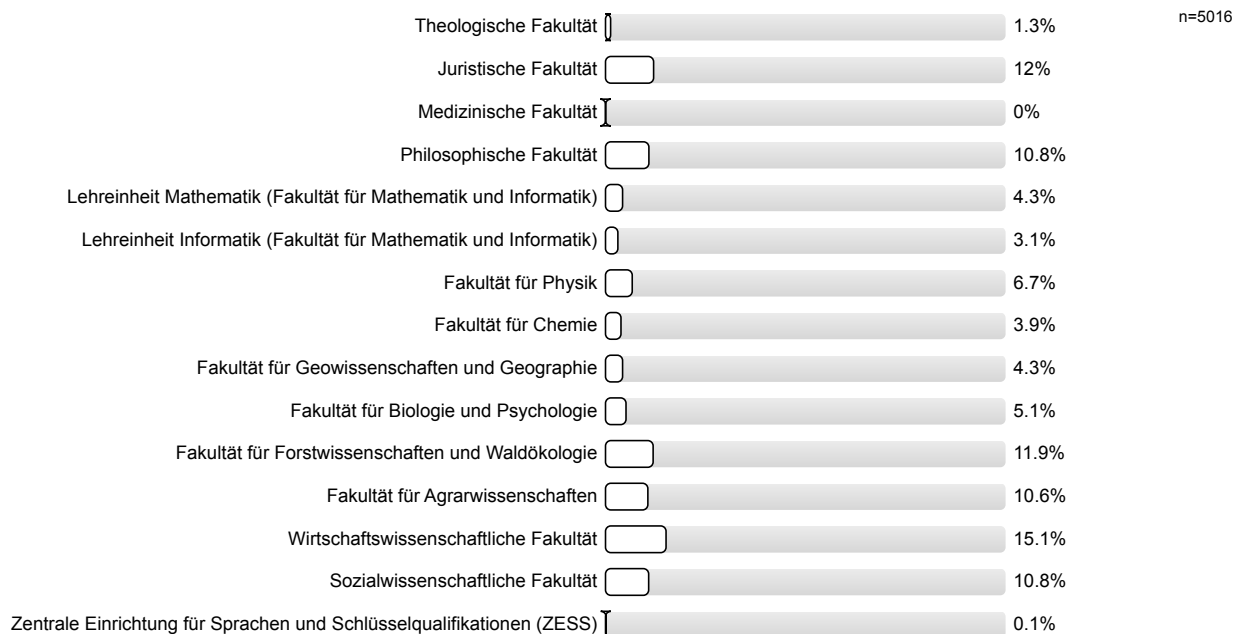 n=5016
Theologische Fakultät 1.3%
Juristische Fakultät 12%
Medizinische Fakultät 0%
Philosophische Fakultät 10.8%
Lehreinheit Mathematik (Fakultät für Mathematik und Informatik) 4.3%
Lehreinheit Informatik (Fakultät für Mathematik und Informatik) 3.1%
Fakultät für Physik 6.7%
Fakultät für Chemie 3.9%
Fakultät für Geowissenschaften und Geographie 4.3%
Fakultät für Biologie und Psychologie 5.1%
Fakultät für Forstwissenschaften und Waldökologie 11.9%
Fakultät für Agrarwissenschaften 10.6%
Wirtschaftswissenschaftliche Fakultät 15.1%
Sozialwissenschaftliche Fakultät 10.8%
Zentrale Einrichtung für Sprachen und Schlüsselqualifikationen (ZESS) 0.1%